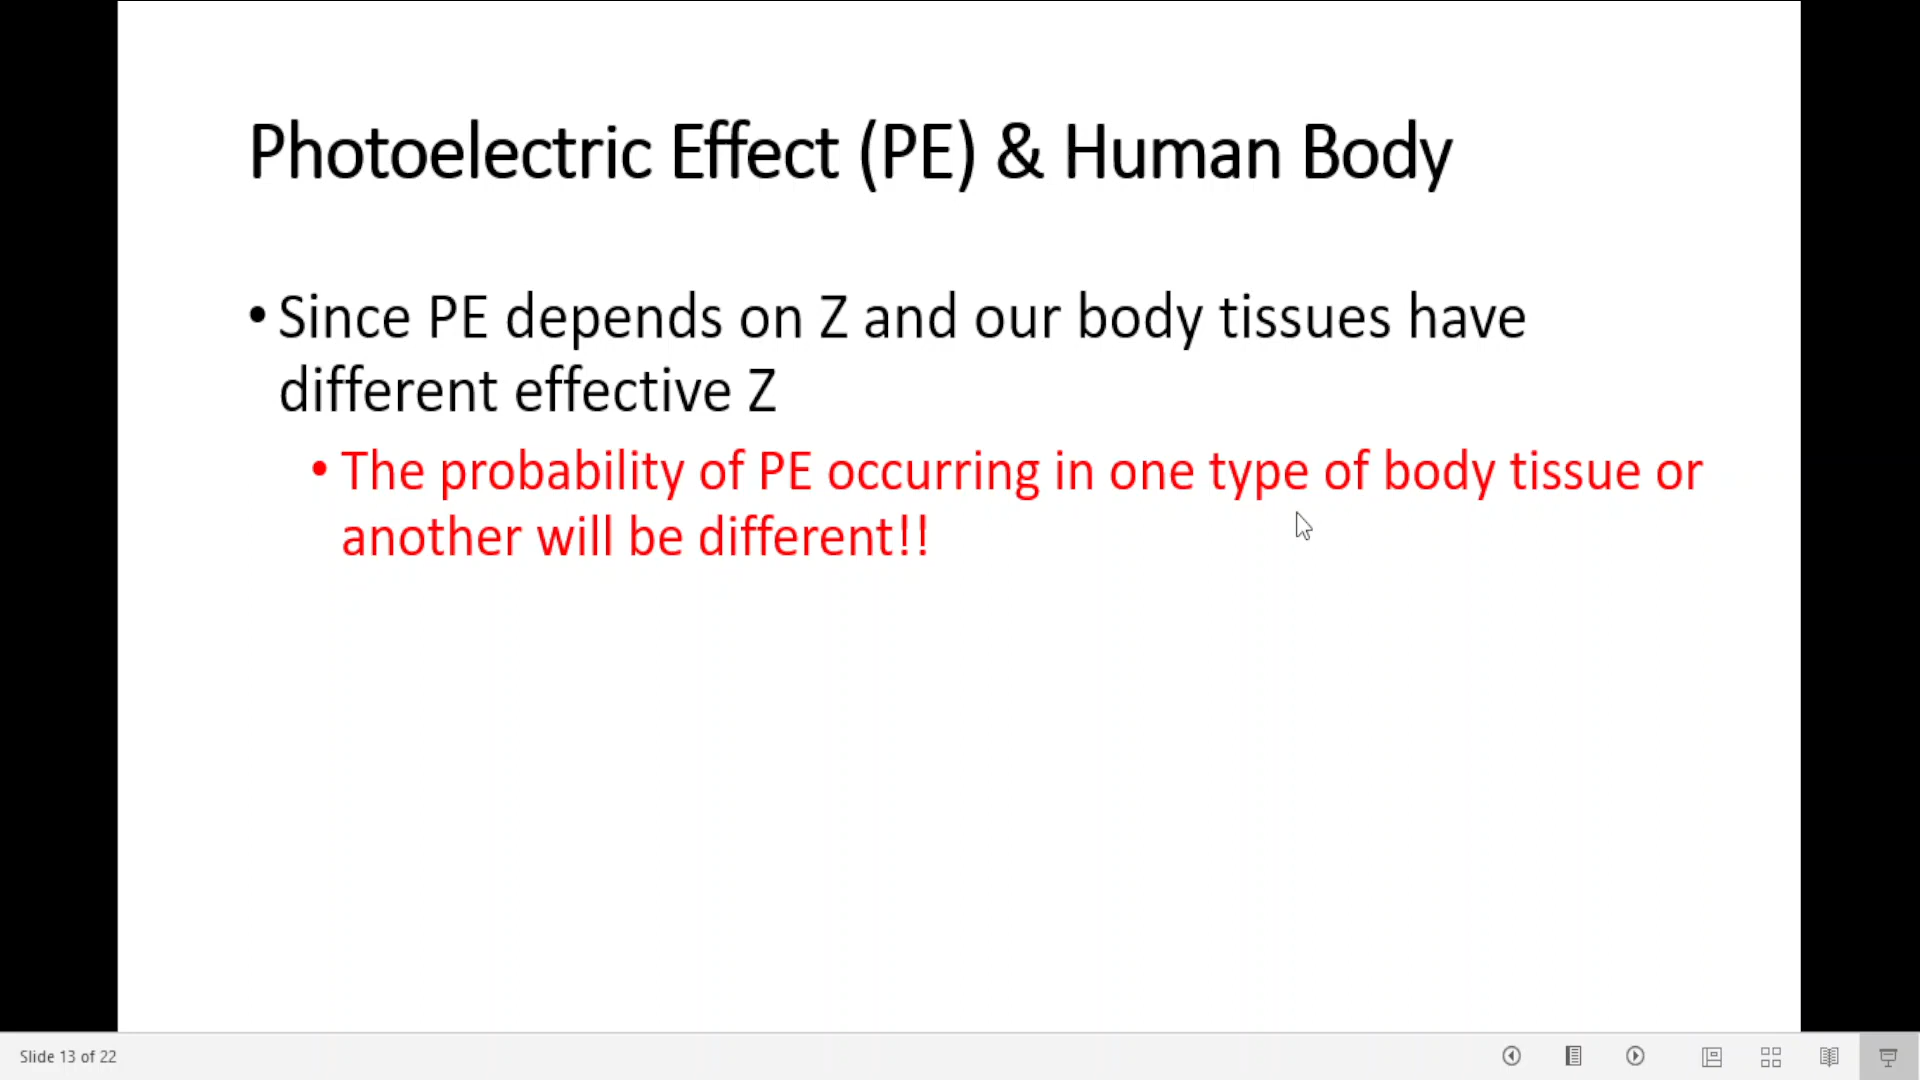 Photoelectric Effect (PE) & Human Body
• Since PE depends on Z and our body tissues have
different effective Z
• The probability of PE occurring in one type of body tissue or
another will be different!!
Slide 13 of 22